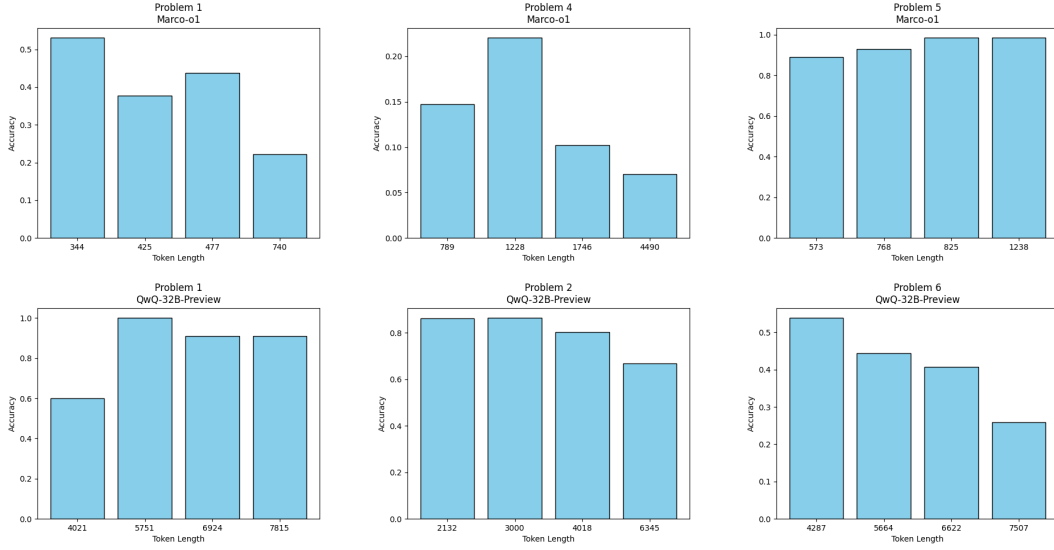 Problem 1
Marco-o1
0.5
0.4
0.3
0.2
0.1
0.0
Accuracy
344 425 477 740
Token Length
Problem 4
Marco-o1
0.20
0.15
0.10
0.05
0.00
Accuracy
789 1228 1746 4490
Token Length
Problem 5
Marco-o1
1.0
0.8
0.6
0.4
0.2
0.0
Accuracy
573 768 825 1238
Token Length
Problem 1
QwQ-32B-Preview
1.0
0.8
0.6
0.4
0.2
0.0
Accuracy
4021 5751 6924 7815
Token Length
Problem 2
QwQ-32B-Preview
0.8
0.6
0.4
0.2
0.0
Accuracy
2132 3000 4018 6345
Token Length
Problem 6
QwQ-32B-Preview
0.5
0.4
0.3
0.2
0.1
0.0
Accuracy
4287 5664 6622 7507
Token Length